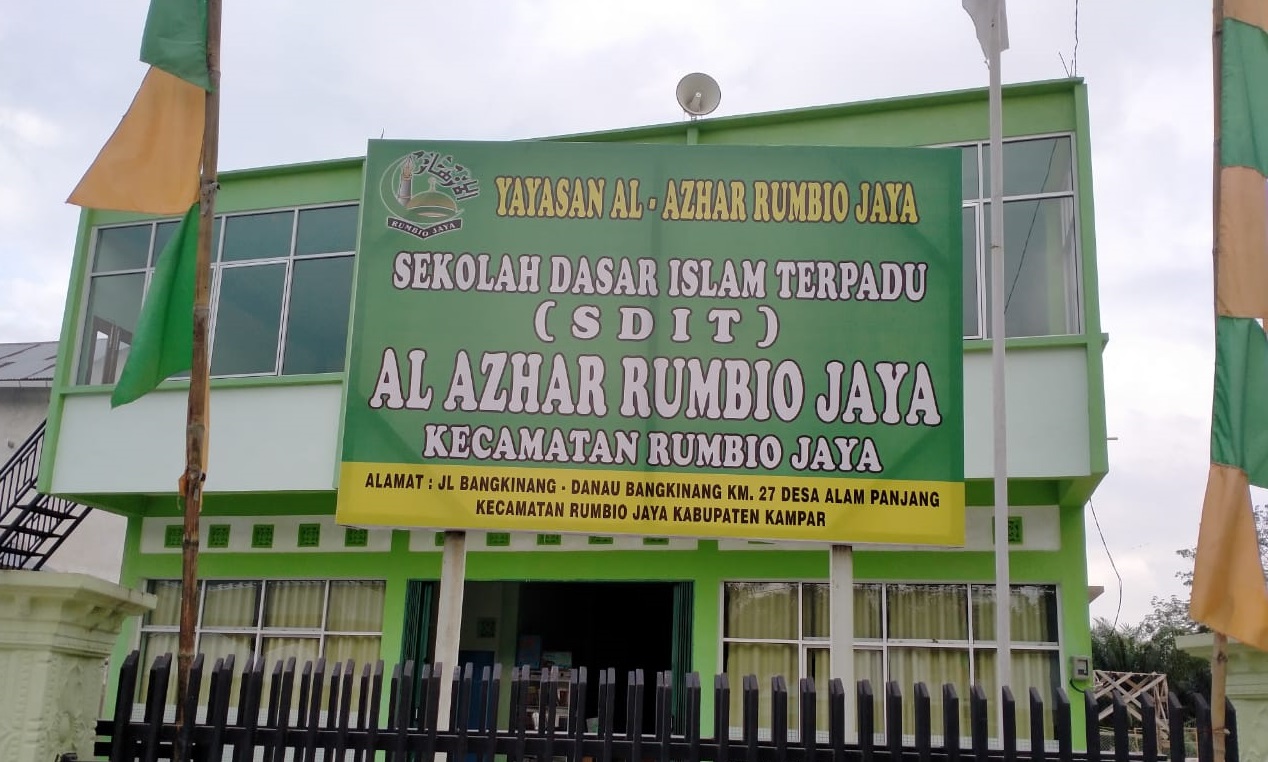 الأزهار
RUMBIO JAYA
YAYASAN AL - AZHAR RUMBIO JAYA
SEKOLAH DASAR ISLAM TERPADU
( S D I T )
AL AZHAR RUMBIO JAYA
KECAMATAN RUMBIO JAYA
ALAMAT : JL BANGKINANG - DANAU BANGKINANG KM. 27 DESA ALAM PANJANG
KECAMATAN RUMBIO JAYA KABUPATEN KAMPAR